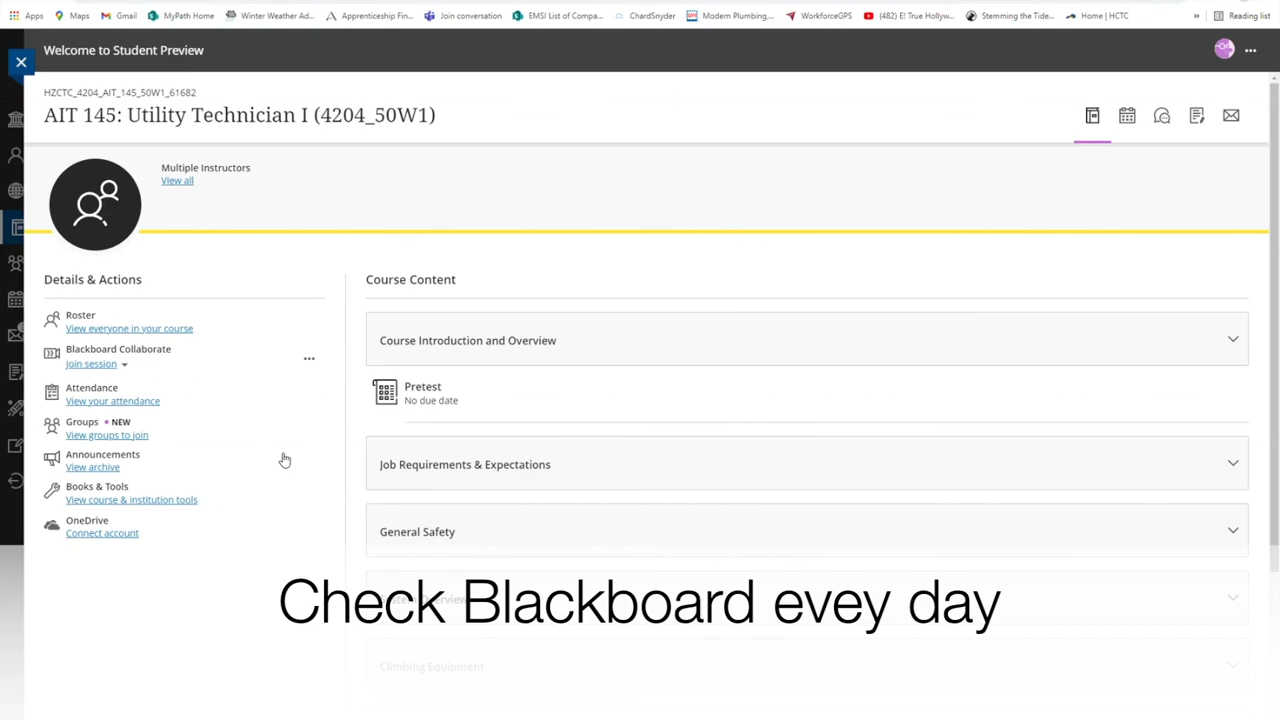 Apps Maps Gmail MyPath Home Winter Weather Ad... Apprenticeship Fin... Join conversation EMSI List of Compa... ChardSnyder Modern Plumbing,... WorkforceGPS (482) E! True Hollyw... Stemming the Tide... Home | HCTC » Reading list
Welcome to Student Preview
HZCTC_4204_AIT_145_50W1_61682
AIT 145: Utility Technician I (4204_50W1)
Multiple Instructors
View all
Details & Actions
Roster
View everyone in your course
Blackboard Collaborate
Join session
Attendance
View your attendance
Groups • NEW
View groups to join
Announcements
View archive
Books & Tools
View course & institution tools
OneDrive
Connect account
Course Content
Course Introduction and Overview
Pretest
No due date
Job Requirements & Expectations
General Safety
Climbing Equipment
Check Blackboard evey day